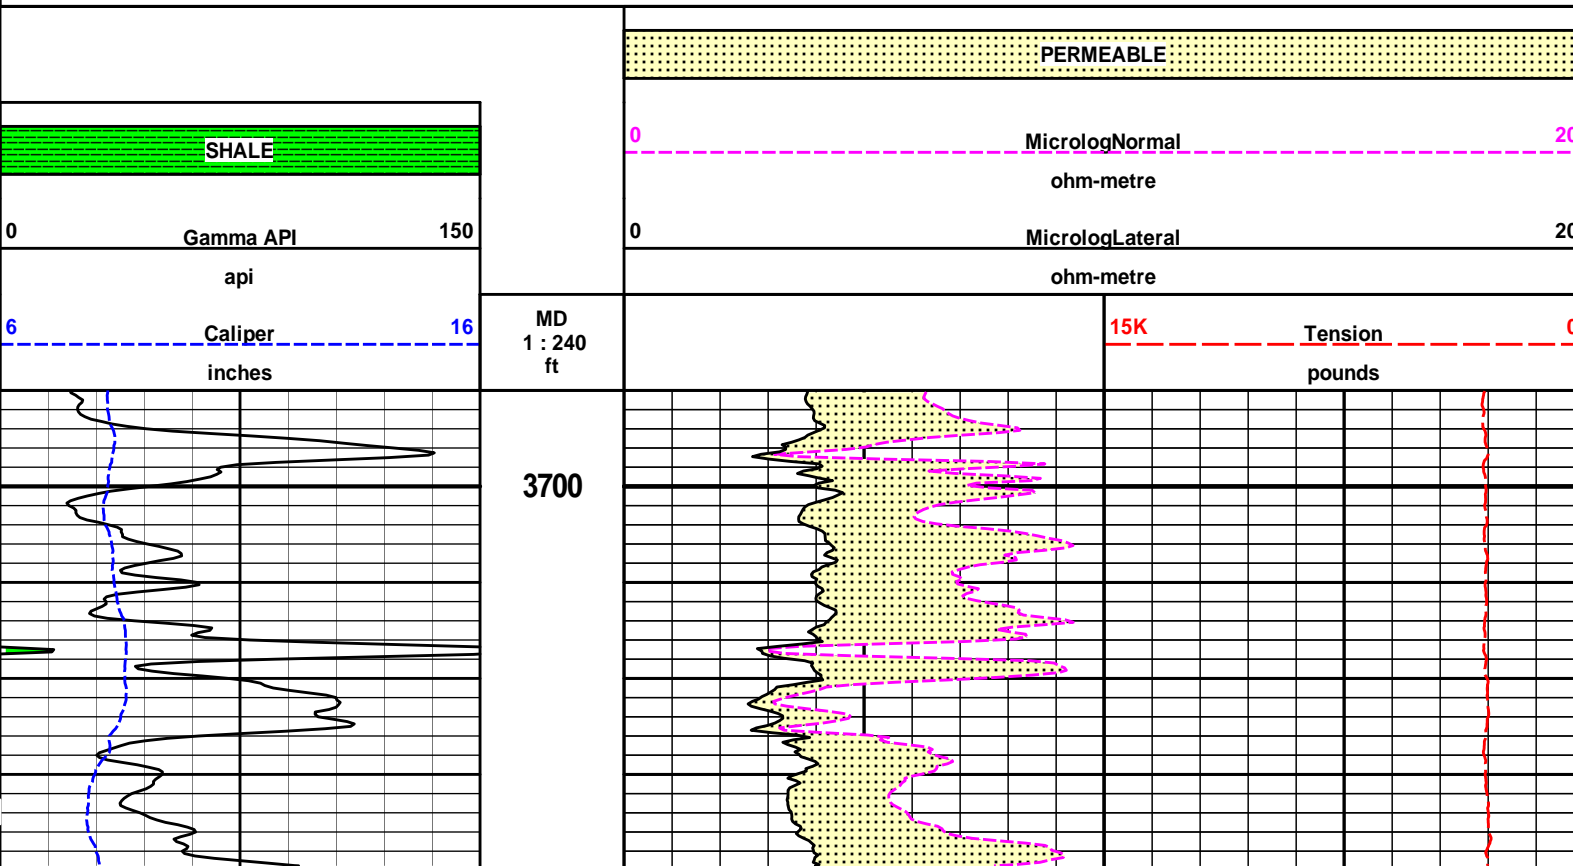 PERMEABLE
0 20
MicrologNormal
SHALE
ohm-metre
0 Gamma API 150
0 MicrologLateral 20
api
ohm-metre
6 Caliper 16
MD
1 : 240
ft
15K Tension 0
inches
pounds
3700